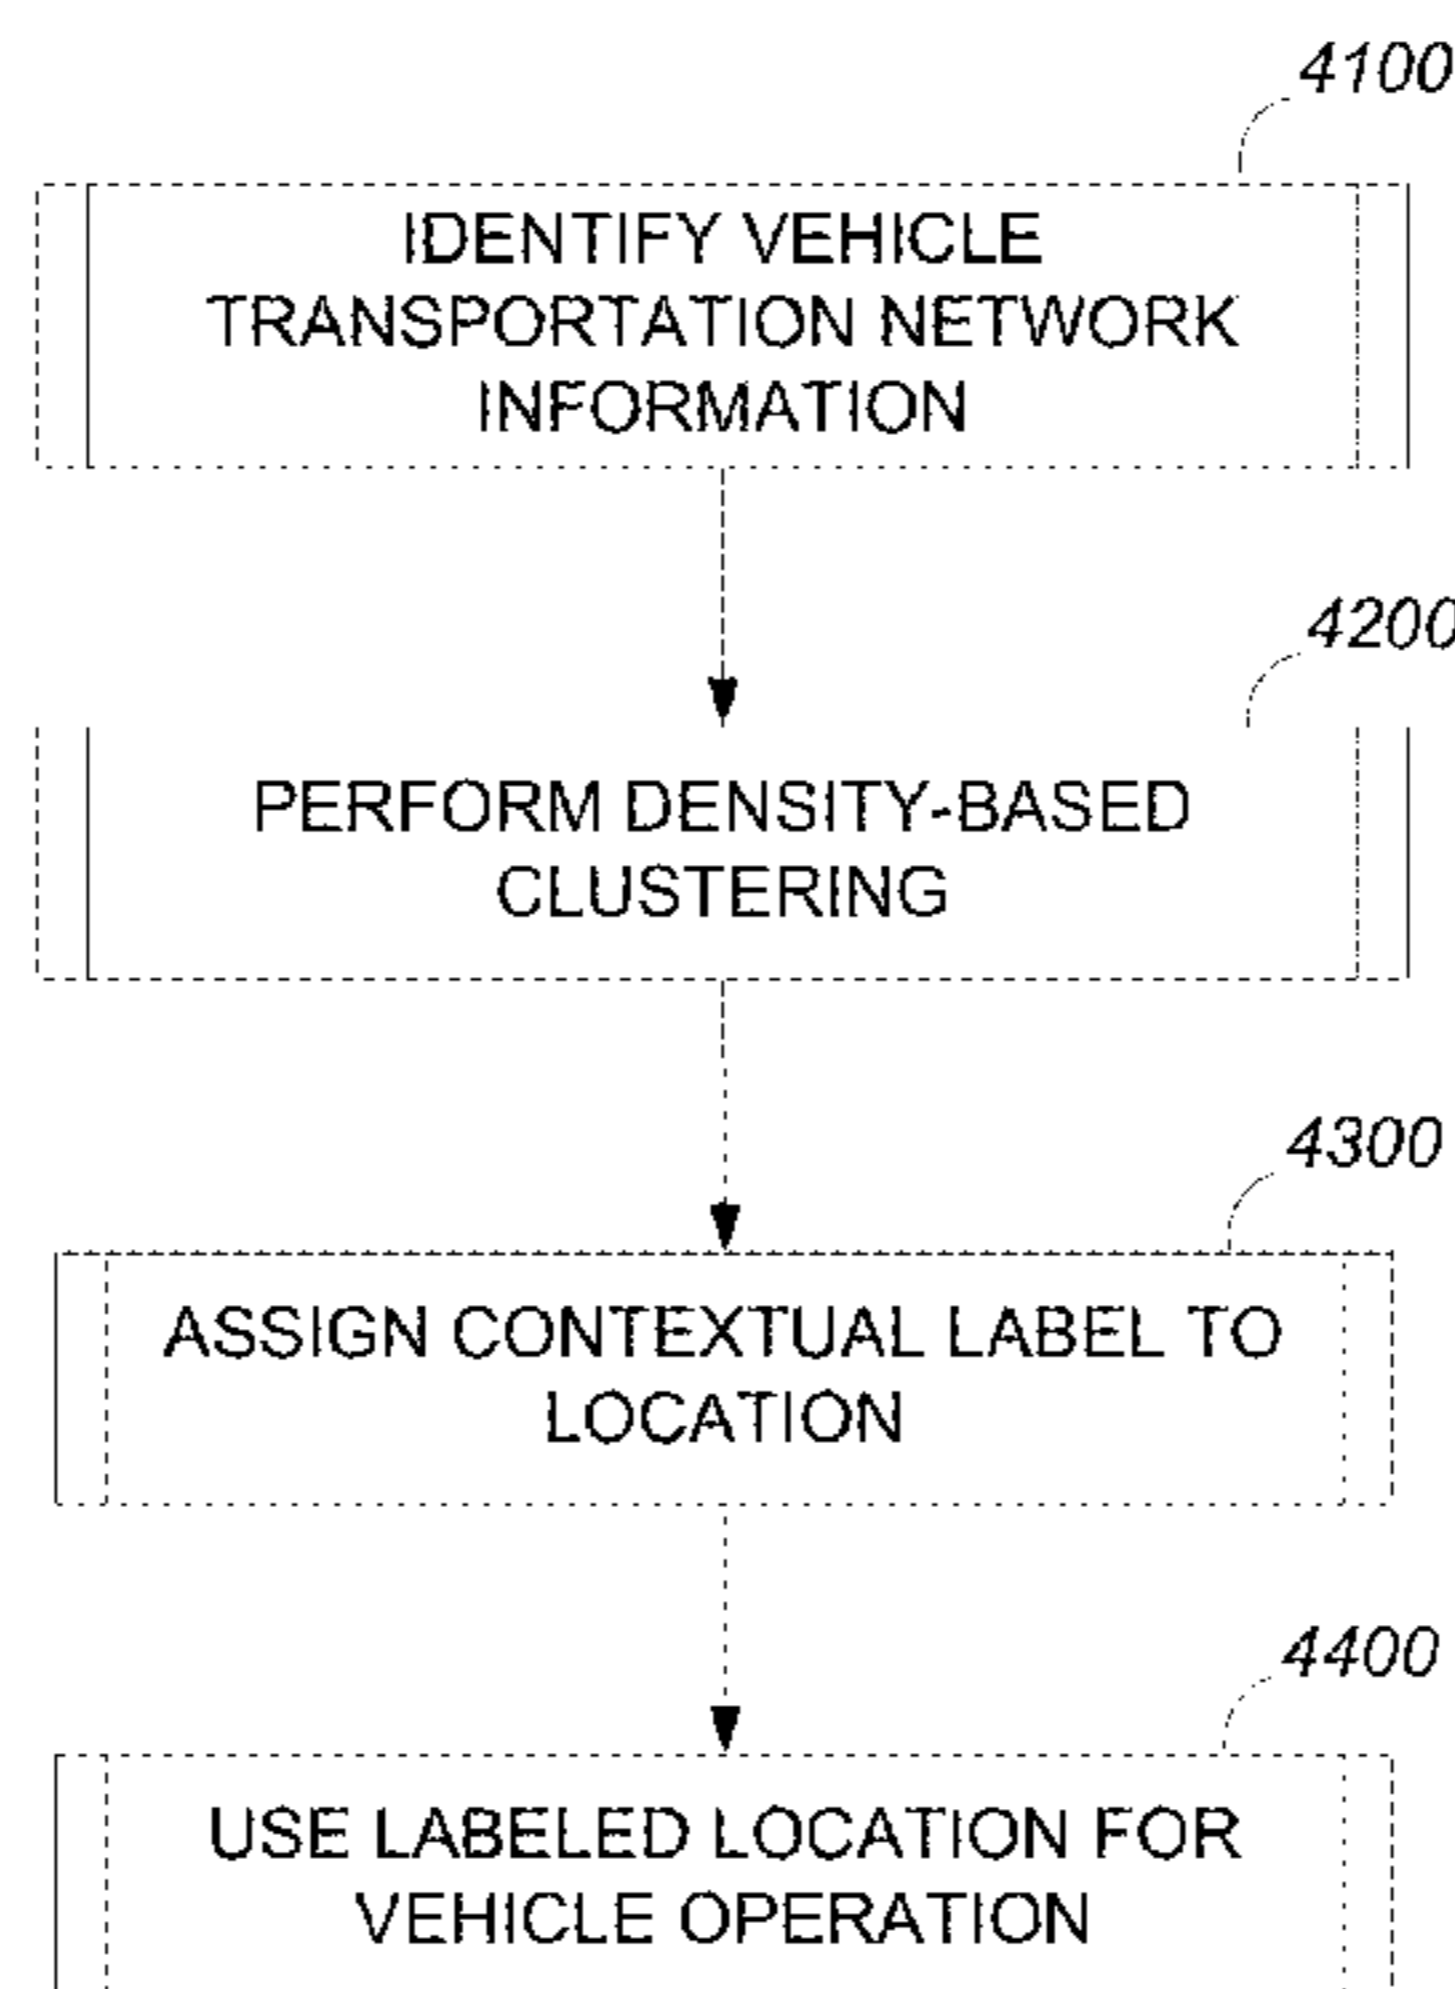 4100
IDENTIFY VEHICLE
TRANSPORTATION NETWORK
INFORMATION
4200
PERFORM DENSITY-BASED
CLUSTERING
4300
ASSIGN CONTEXTUAL LABEL TO
LOCATION
4400
USE LABELED LOCATION FOR
VEHICLE OPERATION